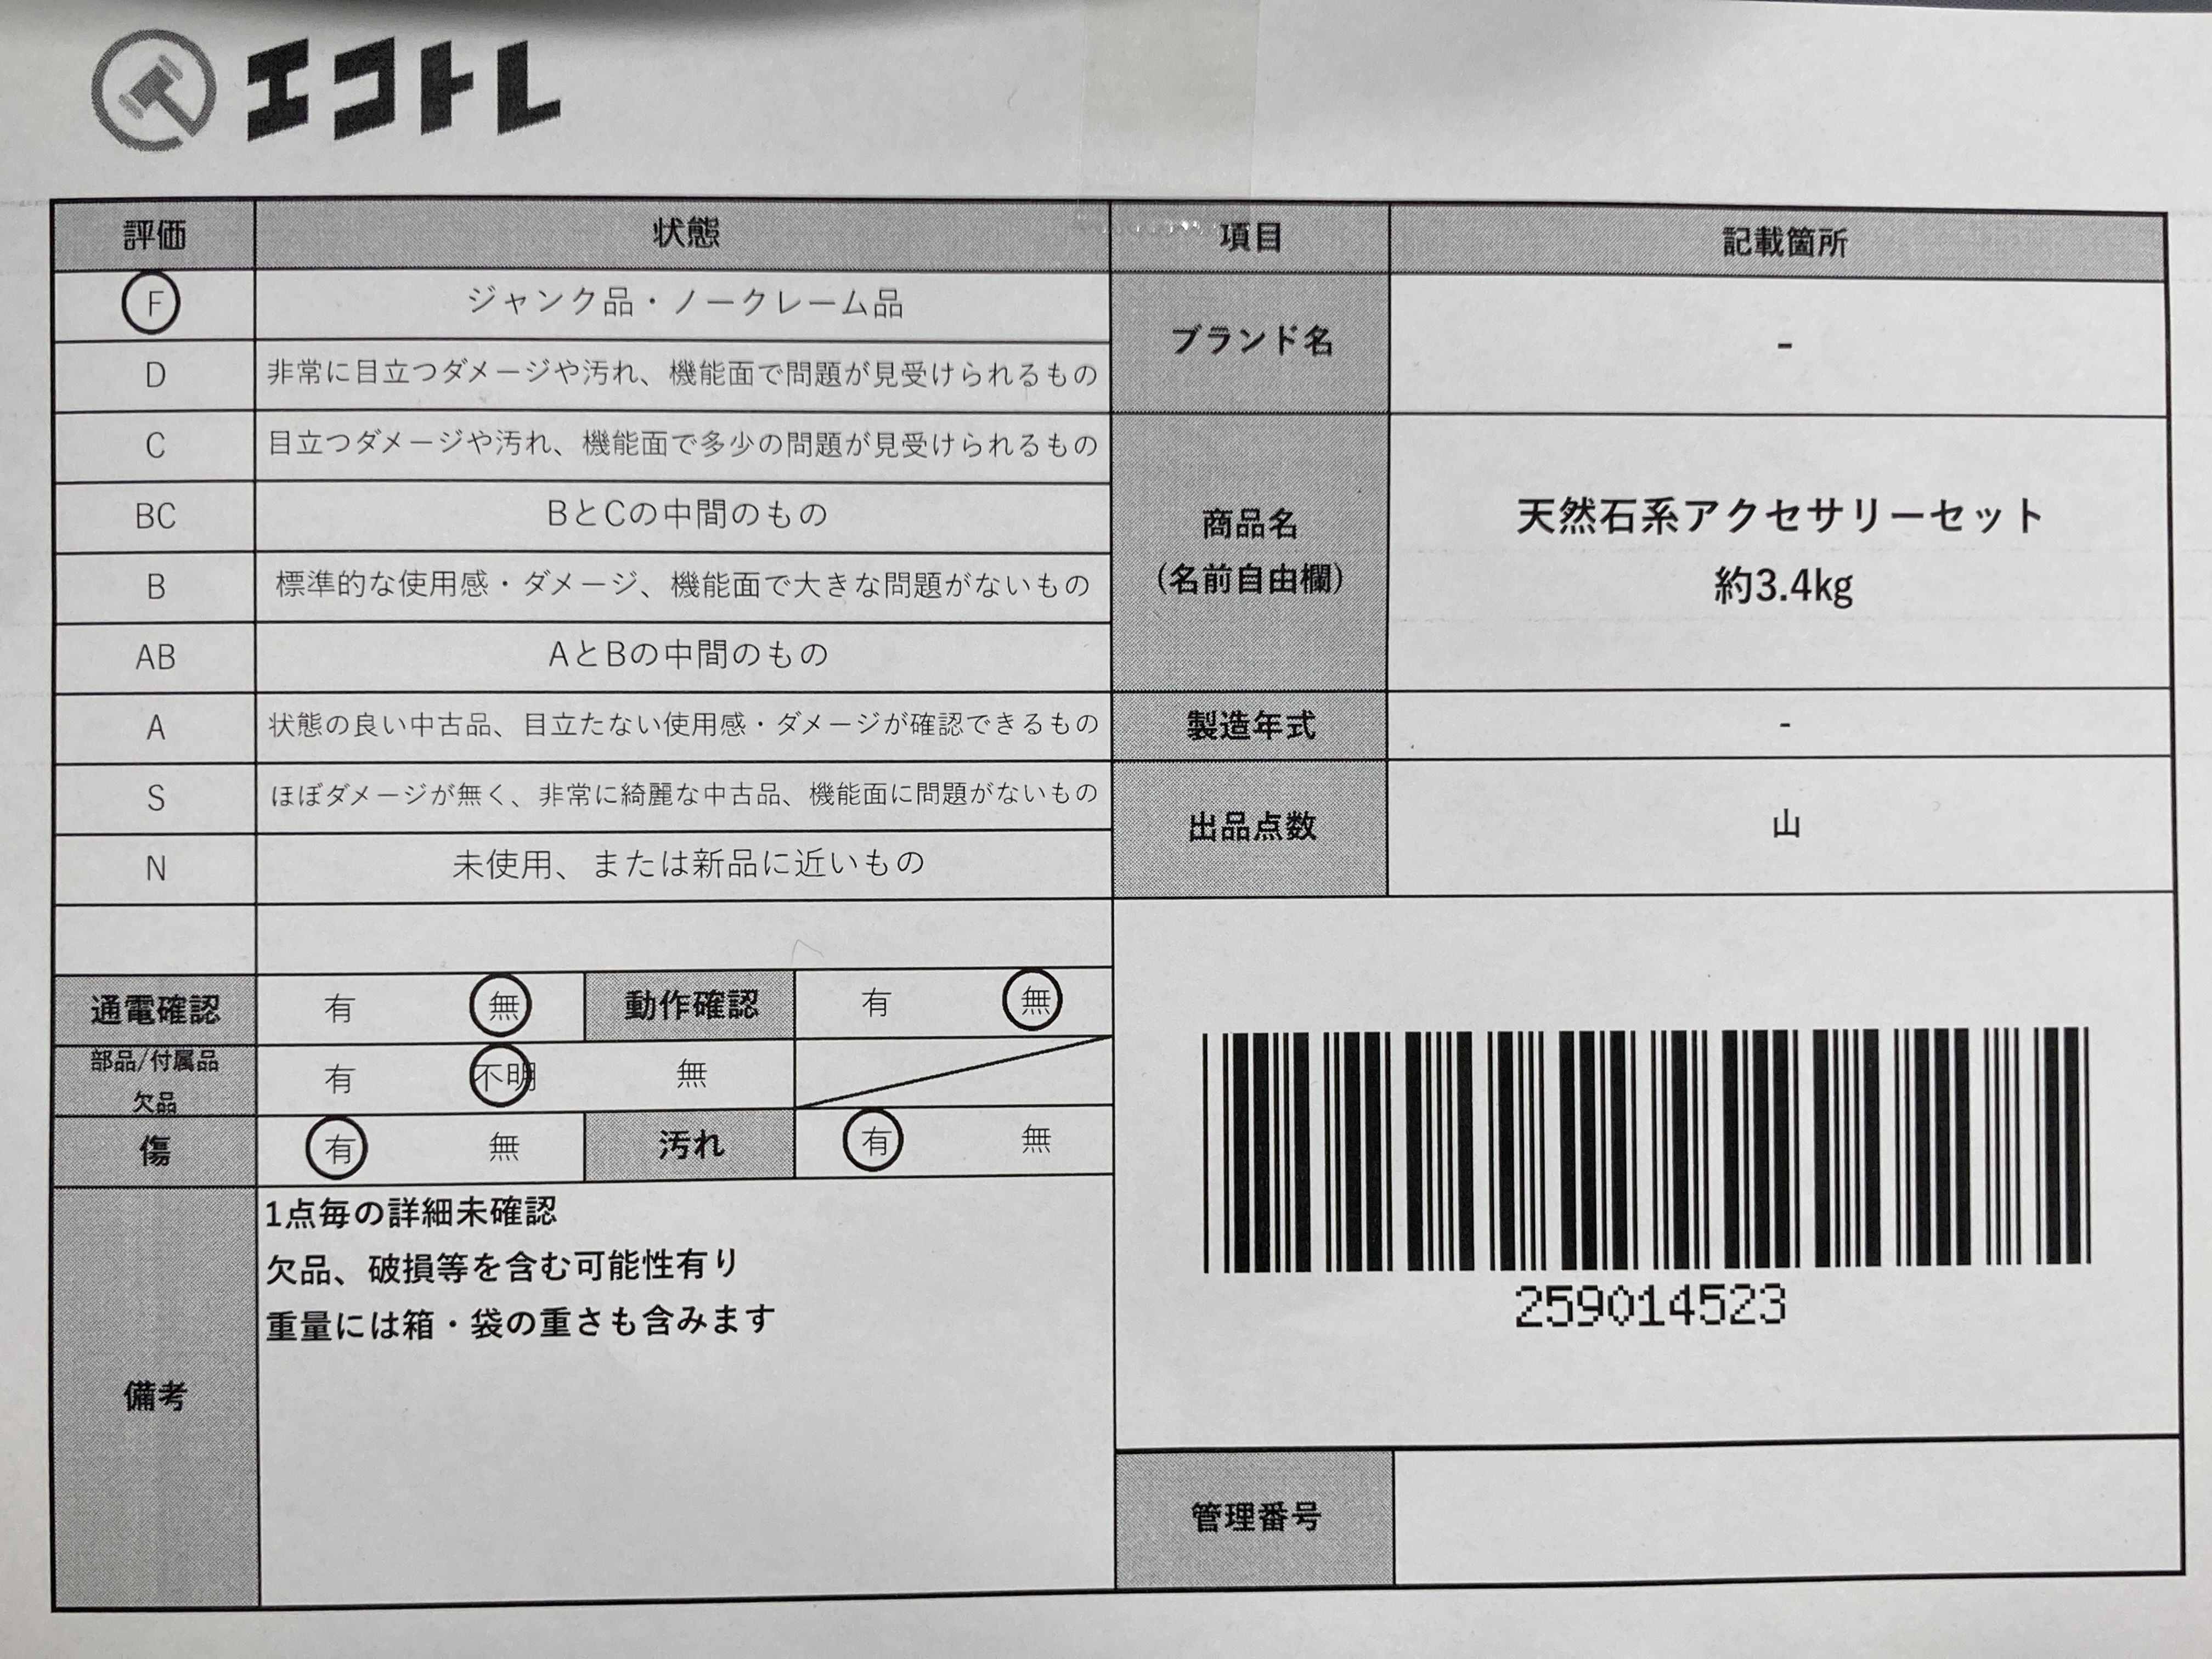 エコトレ
評価 状態 項目 記載箇所
F ジャンク品・ノークレーム品
D 非常に目立つダメージや汚れ、機能面で問題が見受けられるもの
ブランド名 -
C 目立つダメージや汚れ、機能面で多少の問題が見受けられるもの
BC BとCの中間のもの
B 標準的な使用感・ダメージ、機能面で大きな問題がないもの
AB AとBの中間のもの
商品名
(名前自由欄)
天然石系アクセサリーセット
約3.4kg
A 状態の良い中古品、目立たない使用感・ダメージが確認できるもの
製造年式 -
S ほぼダメージが無く、非常に綺麗な中古品、機能面に問題がないもの
N 未使用、または新品に近いもの
出品点数 山
通電確認 有 無 動作確認 有 無
部品/付属品
欠品
有 不明 無
傷 有 無 汚れ 有 無
備考
1点毎の詳細未確認
欠品、破損等を含む可能性有り
重量には箱・袋の重さも含みます
259014523
管理番号